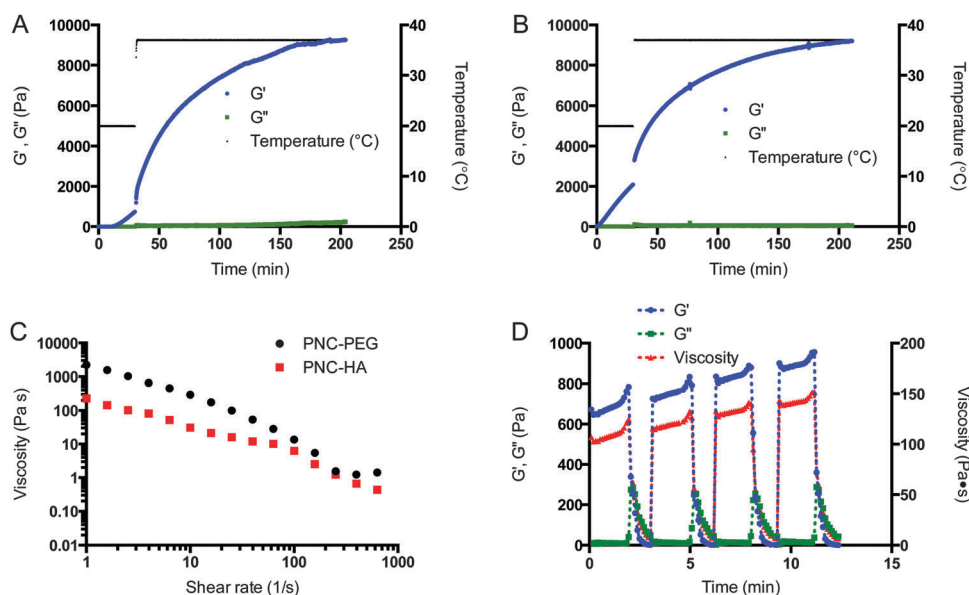 A
10000
8000
6000
4000
2000
0
G', G" (Pa)
0
50
100
150
200
250
Time (min)
40
30
20
10
0
Temperature (°C)
G'
G"
Temperature (°C)
B
10000
8000
6000
4000
2000
0
G', G" (Pa)
0
50
100
150
200
250
Time (min)
40
30
20
10
0
Temperature (°C)
G'
G"
Temperature (°C)
C
10000
1000
100
10
1
0.1
0.01
Viscosity (Pa s)
1
10
100
1000
Shear rate (1/s)
PNC-PEG
PNC-HA
D
G'
G"
Viscosity
1000
800
600
400
200
0
G', G" (Pa)
0
5
10
15
Time (min)
200
150
100
50
0
Viscosity (Pa•s)